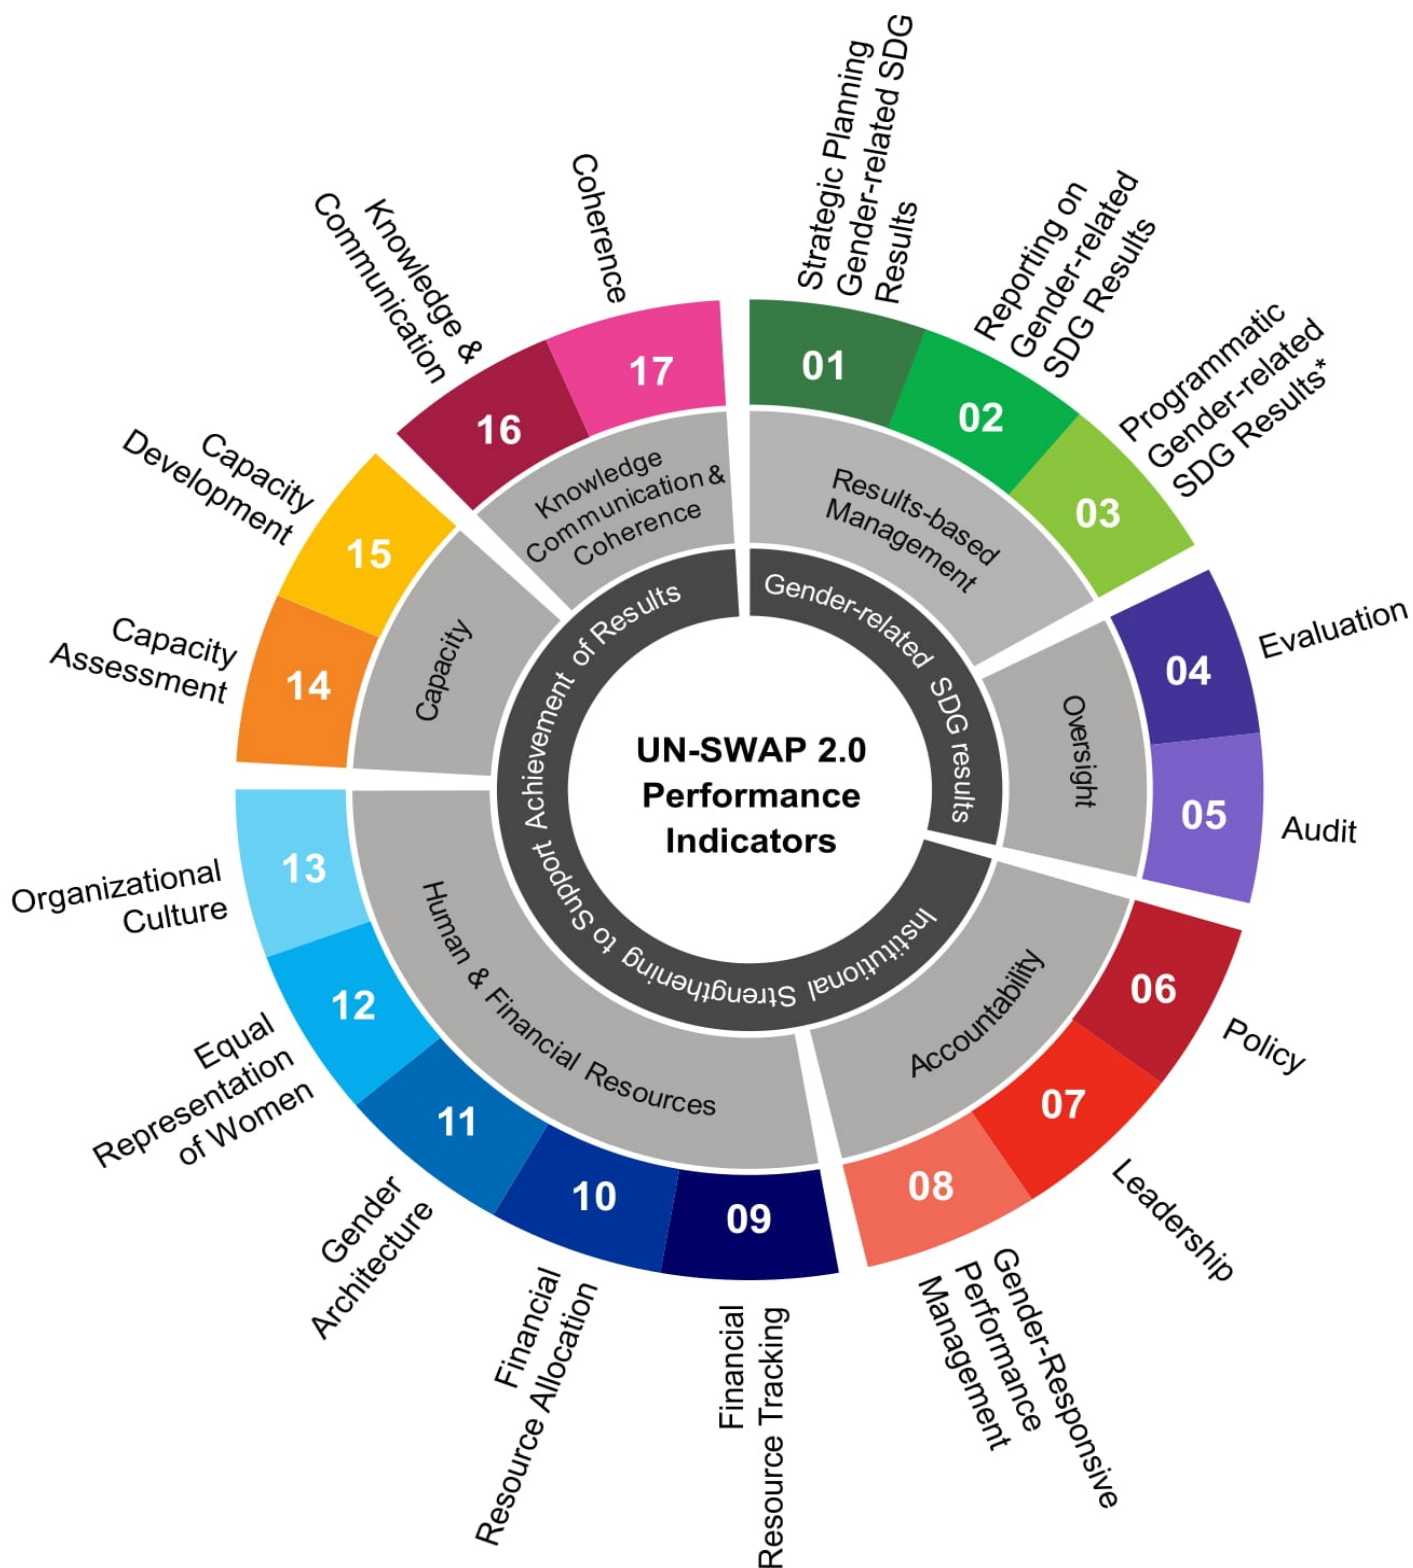 UN-SWAP 2.0
Performance
Indicators
Gender-related SDG results
Institutional Strengthening to Support Achievement of Results
Results-based
Management
Oversight
Accountability
Human & Financial Resources
Capacity
Knowledge
Communication &
Coherence
01
Strategic Planning
Gender-related SDG
Results
02
Reporting on
Gender-related
SDG Results
03
Programmatic
Gender-related
SDG Results*
04
Evaluation
05
Audit
06
Policy
07
Leadership
08
Gender-Responsive
Performance
Management
09
Financial
Resource Tracking
10
Financial
Resource Allocation
11
Gender
Architecture
12
Equal
Representation
of Women
13
Organizational
Culture
14
Capacity
Assessment
15
Capacity
Development
16
Knowledge &
Communication
17
Coherence